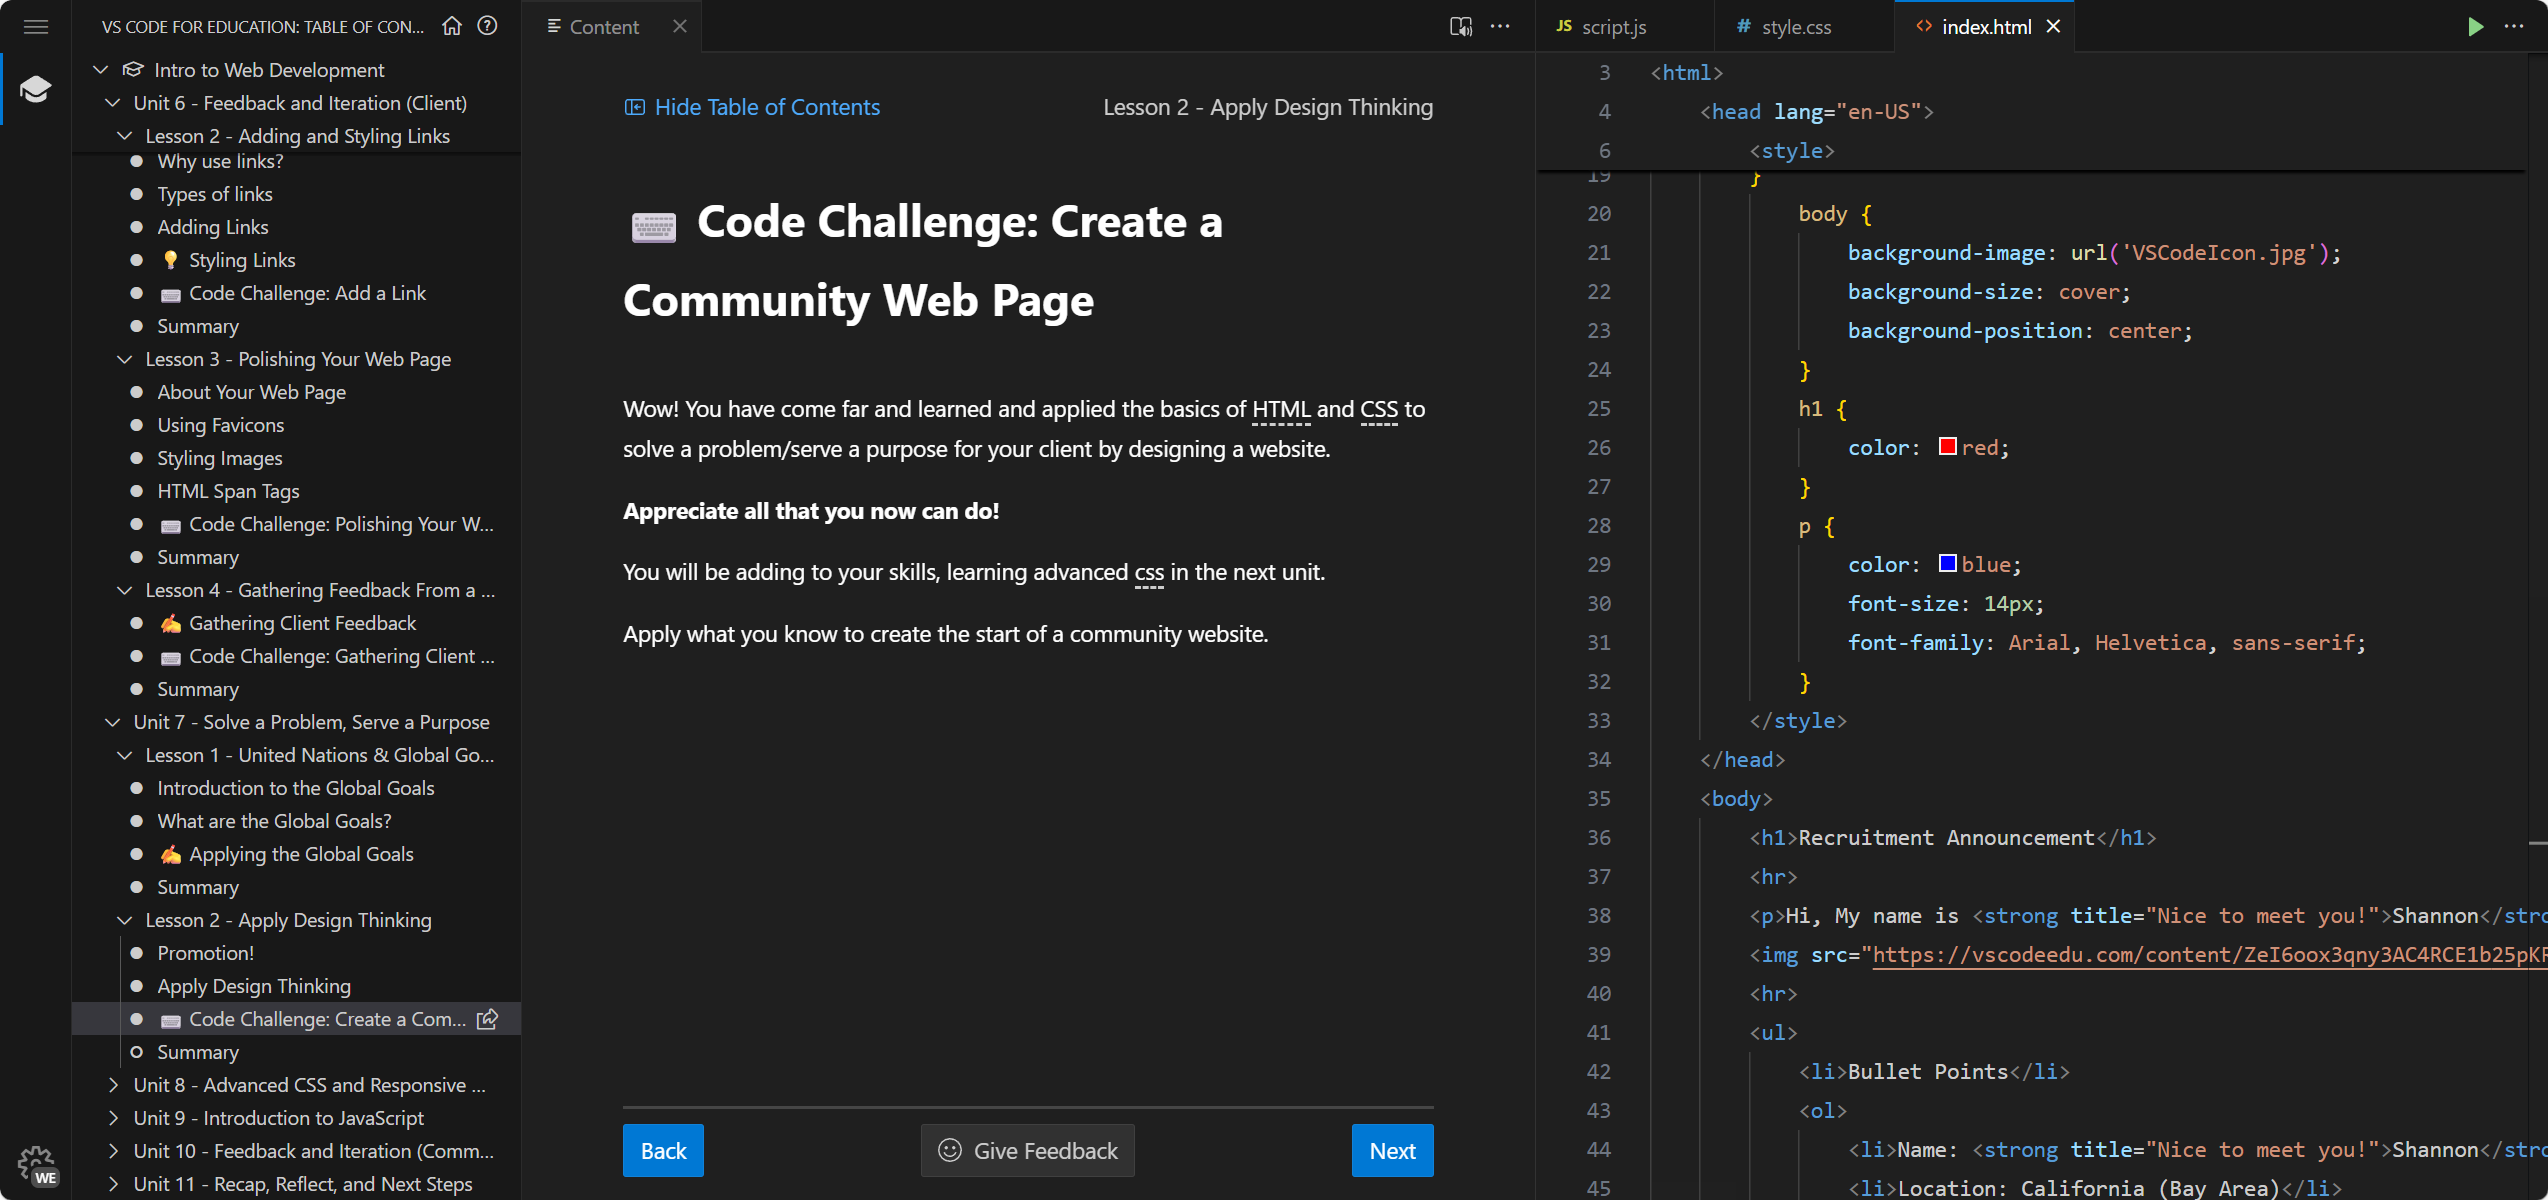 VS CODE FOR EDUCATION: TABLE OF CON...
Intro to Web Development
Unit 6 - Feedback and Iteration (Client)
Lesson 2 - Adding and Styling Links
Why use links?
Types of links
Adding Links
Styling Links
Code Challenge: Add a Link
Summary
Lesson 3 - Polishing Your Web Page
About Your Web Page
Using Favicons
Styling Images
HTML Span Tags
Code Challenge: Polishing Your W...
Summary
Lesson 4 - Gathering Feedback From a ...
Gathering Client Feedback
Code Challenge: Gathering Client ...
Summary
Unit 7 - Solve a Problem, Serve a Purpose
Lesson 1 - United Nations & Global Go...
Introduction to the Global Goals
What are the Global Goals?
Applying the Global Goals
Summary
Lesson 2 - Apply Design Thinking
Promotion!
Apply Design Thinking
Code Challenge: Create a Com...
Summary
Unit 8 - Advanced CSS and Responsive ...
Unit 9 - Introduction to JavaScript
Unit 10 - Feedback and Iteration (Comm...
Unit 11 - Recap, Reflect, and Next Steps
WE
Content
Hide Table of Contents
Lesson 2 - Apply Design Thinking
Code Challenge: Create a
Community Web Page
Wow! You have come far and learned and applied the basics of HTML and CSS to
solve a problem/serve a purpose for your client by designing a website.
Appreciate all that you now can do!
You will be adding to your skills, learning advanced css in the next unit.
Apply what you know to create the start of a community website.
Back
Give Feedback
Next
JS script.js
# style.css
<> index.html
3 <html>
4 <head lang="en-US">
6 <style>
19 }
20 body {
21 background-image: url('VSCodeIcon.jpg');
22 background-size: cover;
23 background-position: center;
24 }
25 h1 {
26 color: red;
27 }
28 p {
29 color: blue;
30 font-size: 14px;
31 font-family: Arial, Helvetica, sans-serif;
32 }
33 </style>
34 </head>
35 <body>
36 <h1>Recruitment Announcement</h1>
37 <hr>
38 <p>Hi, My name is <strong title="Nice to meet you!">Shannon</stro
39 <img src="https://vscodeedu.com/content/ZeI6oox3qny3AC4RCE1b25pKF
40 <hr>
41 <ul>
42 <li>Bullet Points</li>
43 <ol>
44 <li>Name: <strong title="Nice to meet you!">Shannon</stro
45 <li>Location: California (Bay Area)</li>